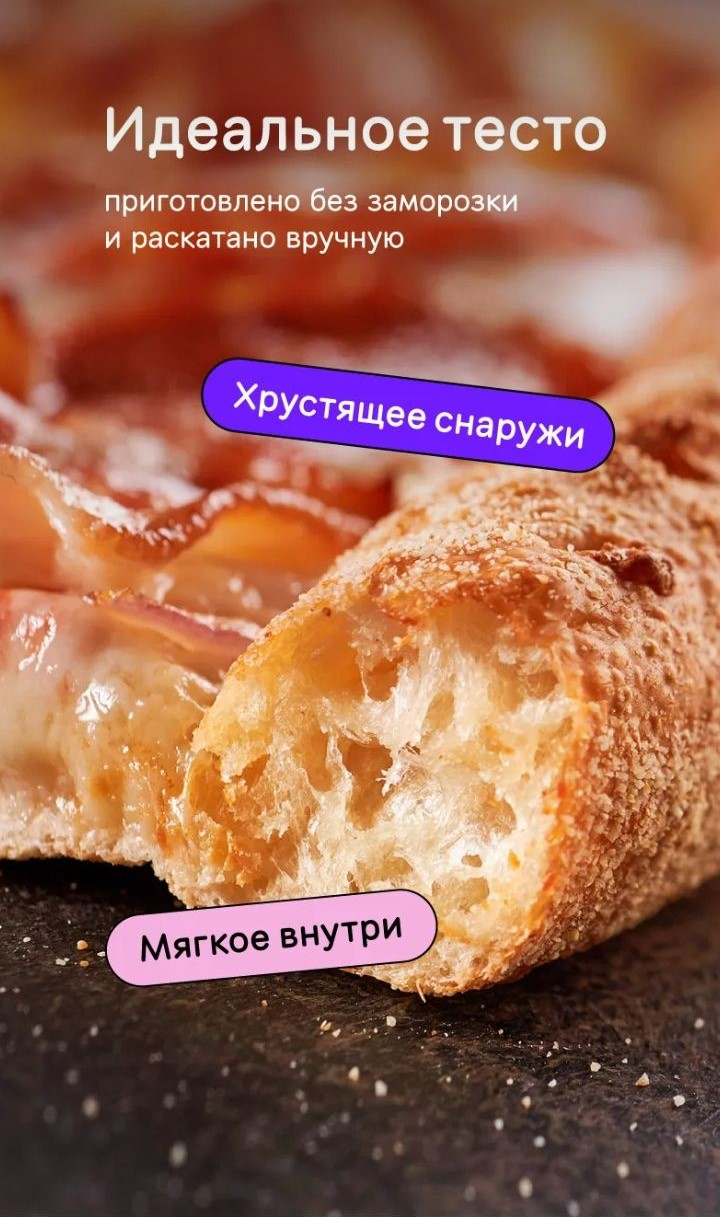 Идеальное тесто
приготовлено без заморозки
и раскатано вручную
Хрустящее снаружи
Мягкое внутри